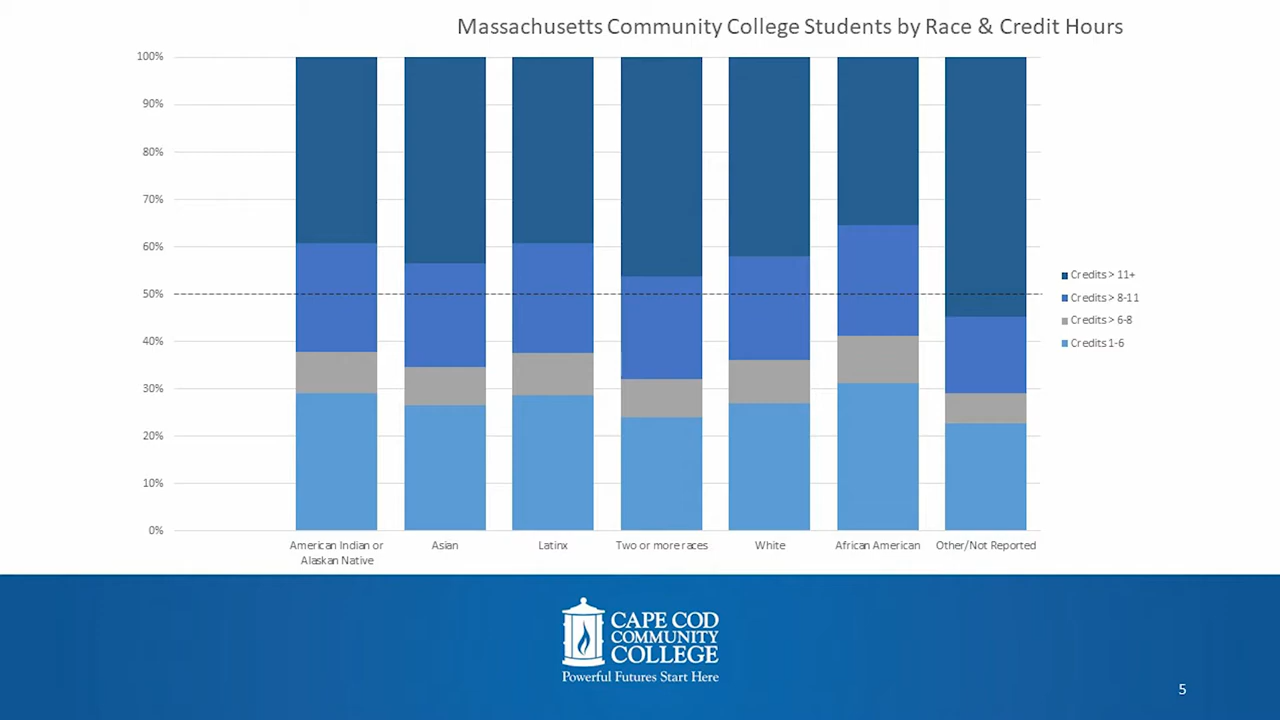 Massachusetts Community College Students by Race & Credit Hours
100%
90%
80%
70%
60%
50%
40%
30%
20%
10%
0%
American Indian or
Alaskan Native
Asian
Latinx
Two or more races
White
African American
Other/Not Reported
Credits > 11+
Credits > 8-11
Credits > 6-8
Credits 1-6
CAPE COD
COMMUNITY
COLLEGE
Powerful Futures Start Here
5